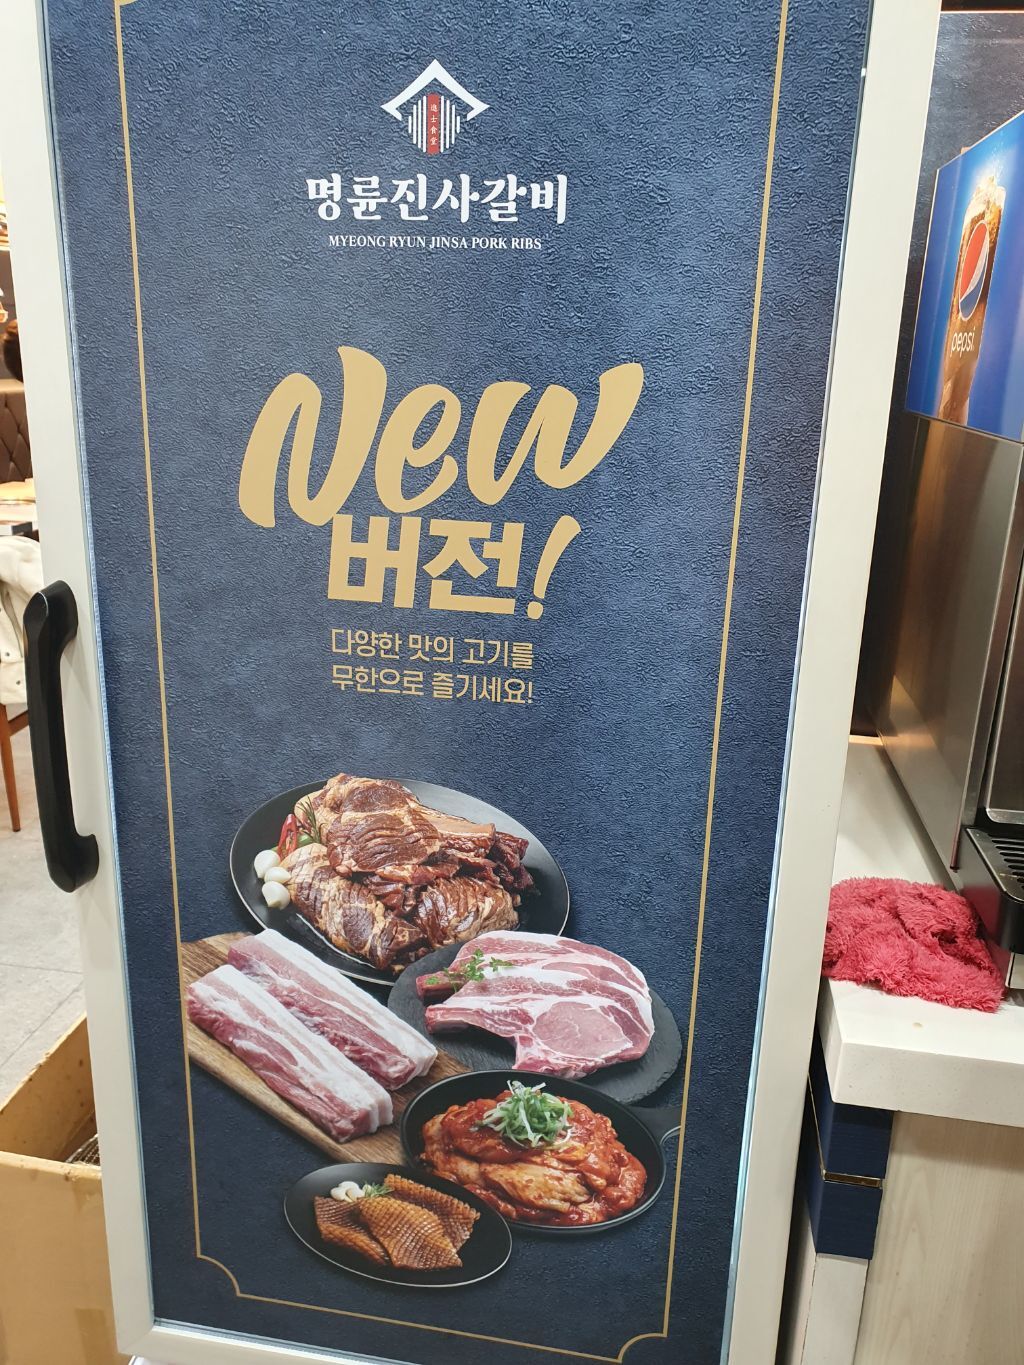 進士食堂
명륜진사갈비
MYEONG RYUN JINSA PORK RIBS
New
버전!
다양한 맛의 고기를
무한으로 즐기세요!
pepsi